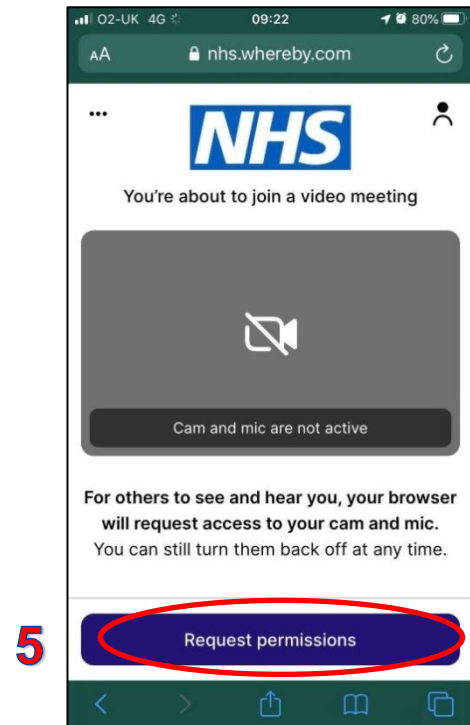 O2-UK 4G 09:22 80%
AA nhs.whereby.com
NHS
You're about to join a video meeting
Cam and mic are not active
For others to see and hear you, your browser
will request access to your cam and mic.
You can still turn them back off at any time.
5
Request permissions